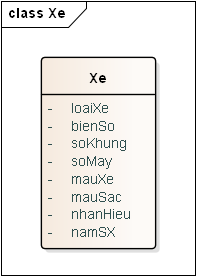 class Xe
Xe
- loaiXe
- bienSo
- soKhung
- soMay
- mauXe
- mauSac
- nhanHieu
- namSX